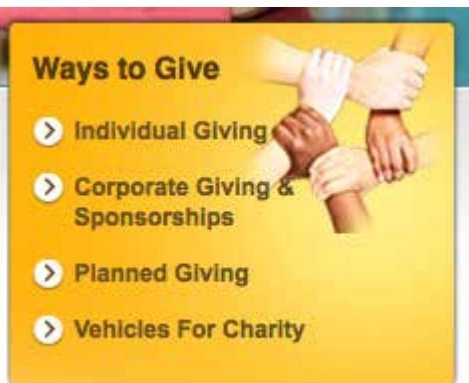 Ways to Give
Individual Giving
Corporate Giving &
Sponsorships
Planned Giving
Vehicles For Charity